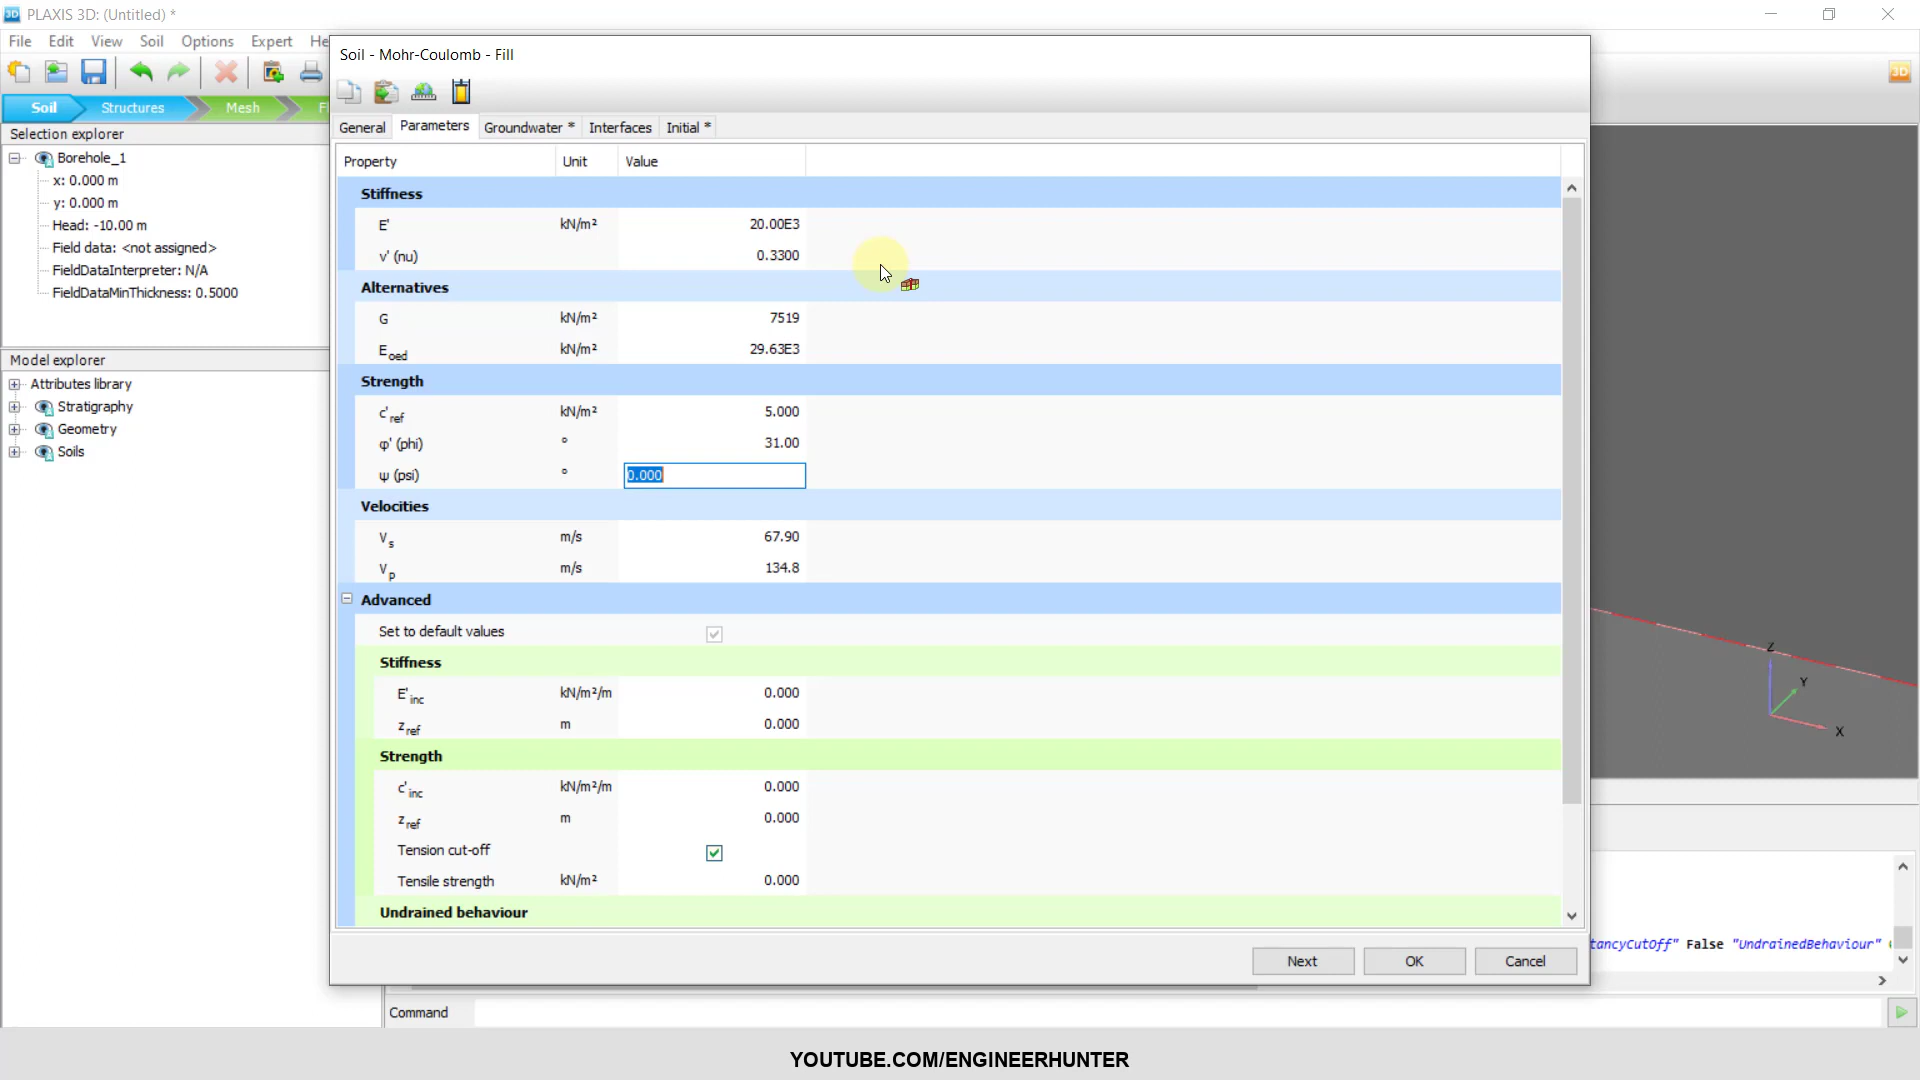 PLAXIS 3D: (Untitled) *
File Edit View Soil Options Expert He
Soil Structures Mesh Fl
Selection explorer
Borehole_1
x: 0.000 m
y: 0.000 m
Head: -10.00 m
Field data: <not assigned>
FieldDataInterpreter: N/A
FieldDataMinThickness: 0.5000
Model explorer
Attributes library
Stratigraphy
Geometry
Soils
Soil - Mohr-Coulomb - Fill
General Parameters Groundwater * Interfaces Initial *
Property Unit Value
Stiffness
E' kN/m² 20.00E3
ν' (nu) 0.3300
Alternatives
G kN/m² 7519
E oed kN/m² 29.63E3
Strength
c' ref kN/m² 5.000
φ' (phi) ° 31.00
ψ (psi) ° 0.000
Velocities
V s m/s 67.90
V p m/s 134.8
Advanced
Set to default values
Stiffness
E' inc kN/m²/m 0.000
z ref m 0.000
Strength
c' inc kN/m²/m 0.000
z ref m 0.000
Tension cut-off
Tensile strength kN/m² 0.000
Undrained behaviour
Next OK Cancel
3D
Z
Y
X
tancyCutOff" False "UndrainedBehaviour"
Command
YOUTUBE.COM/ENGINEERHUNTER